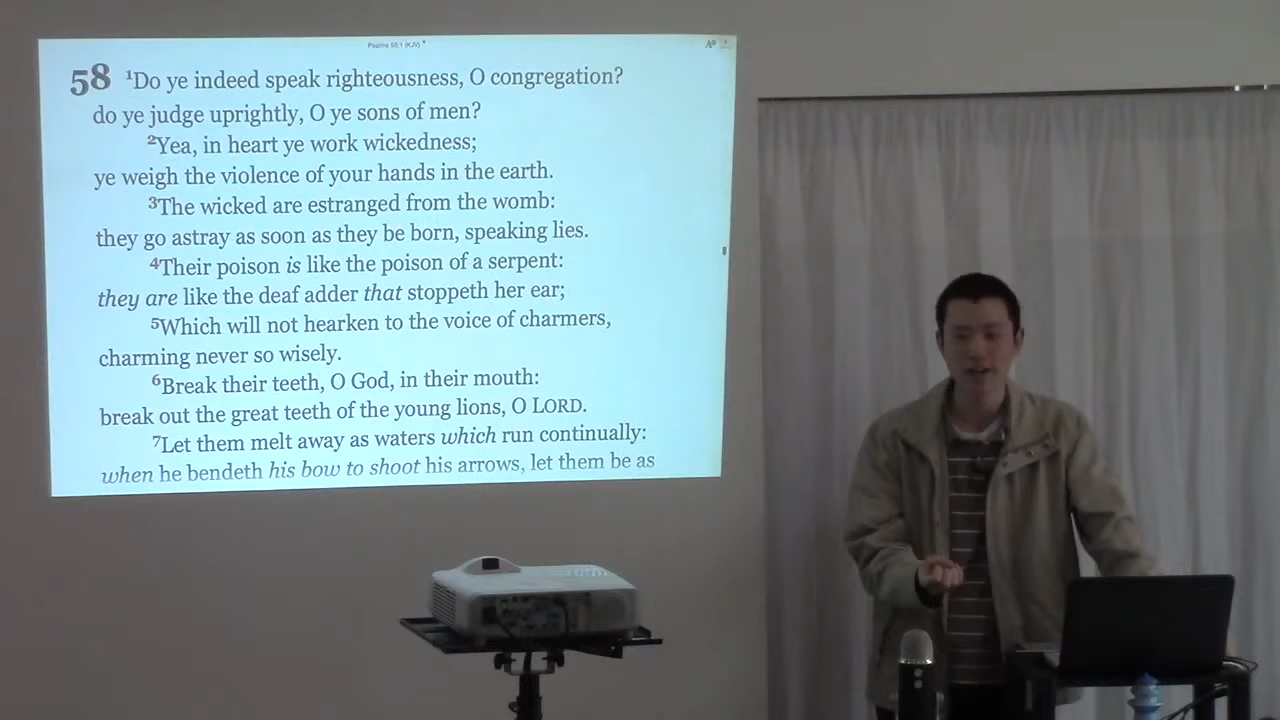 Psalms 58:1 (KJV)
58 ¹Do ye indeed speak righteousness, O congregation?
do ye judge uprightly, O ye sons of men?
²Yea, in heart ye work wickedness;
ye weigh the violence of your hands in the earth.
³The wicked are estranged from the womb:
they go astray as soon as they be born, speaking lies.
⁴Their poison is like the poison of a serpent:
they are like the deaf adder that stoppeth her ear;
⁵Which will not hearken to the voice of charmers,
charming never so wisely.
⁶Break their teeth, O God, in their mouth:
break out the great teeth of the young lions, O LORD.
⁷Let them melt away as waters which run continually:
when he bendeth his bow to shoot his arrows, let them be as